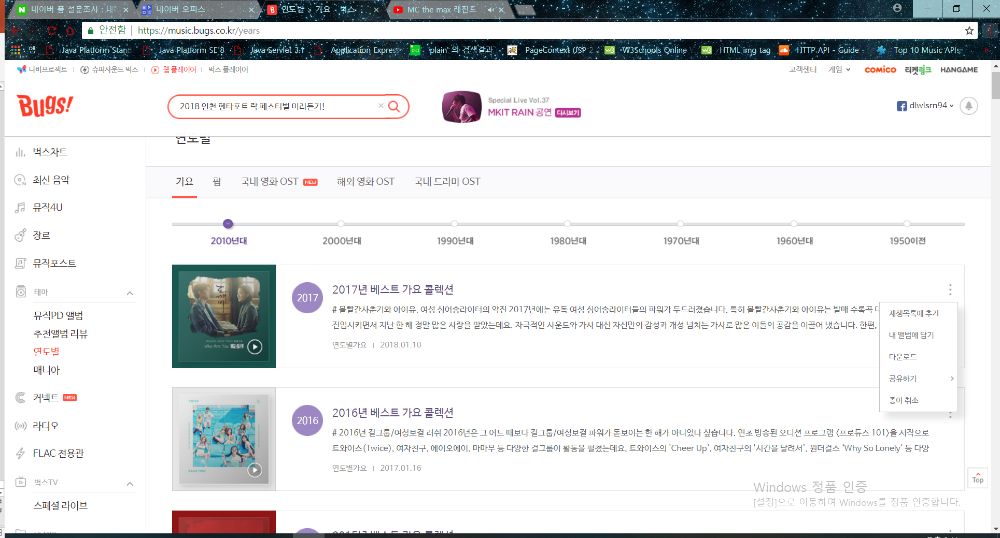 네이버 폼 설문조사 : 네
네이버 오피스
연도별 > 가요 - 벅스
MC the max 레전드
안전함
https://music.bugs.co.kr/years
앱
Java Platform Stand
Java Platform SE 8
Java Servlet 3.1
Application Express
'plain' 의 검색결과
PageContext (JSP 2.
W3Schools Online
HTML img tag
HTTP API - Guide
Top 10 Music APIs
나비프로젝트
슈퍼사운드 벅스
웹 플레이어
벅스 플레이어
고객센터
게임
comico
티켓링크
HANGAME
Bugs!
2018 인천 펜타포트 락 페스티벌 미리듣기!
Special Live Vol.37
MKIT RAIN 공연 다시보기
dlwlsrn94
연도별
벅스차트
최신 음악
뮤직4U
장르
뮤직포스트
테마
뮤직PD 앨범
추천앨범 리뷰
연도별
매니아
커넥트 NEW
라디오
FLAC 전용관
벅스TV
스페셜 라이브
가요
팝
국내 영화 OST NEW
해외 영화 OST
국내 드라마 OST
2010년대
2000년대
1990년대
1980년대
1970년대
1960년대
1950이전
도깨비
Who Are You
2017
2017년 베스트 가요 콜렉션
# 볼빨간사춘기와 아이유, 여성 싱어송라이터의 약진 2017년에는 유독 여성 싱어송라이터들의 파워가 두드러졌습니다. 특히 볼빨간사춘기와 아이유는 발매 수록곡 대
진입시키면서 지난 한 해 정말 많은 사랑을 받았는데요. 자극적인 사운드와 가사 대신 자신만의 감성과 개성 넘치는 가사로 많은 이들의 공감을 이끌어 냈습니다. 한편,
연도별가요
2018.01.10
재생목록에 추가
내 앨범에 담기
다운로드
공유하기
좋아 취소
TWICE
PAGE TWO
2016
2016년 베스트 가요 콜렉션
# 2016년 걸그룹/여성보컬 러쉬 2016년은 그 어느 때보다 걸그룹/여성보컬 파워가 돋보이는 한 해가 아니었나 싶습니다. 연초 방송된 오디션 프로그램 <프로듀스 101>을 시작으로
트와이스(Twice), 여자친구, 에이오에이, 마마무 등 다양한 걸그룹이 활동을 펼쳤는데요. 트와이스의 'Cheer Up', 여자친구의 '시간을 달려서', 원더걸스 ‘Why So Lonely' 등 다양
연도별가요
2017.01.16
Top
Windows 정품 인증
[설정]으로 이동하여 Windows를 정품 인증합니다.
2015년 베스트 가요 콜렉션